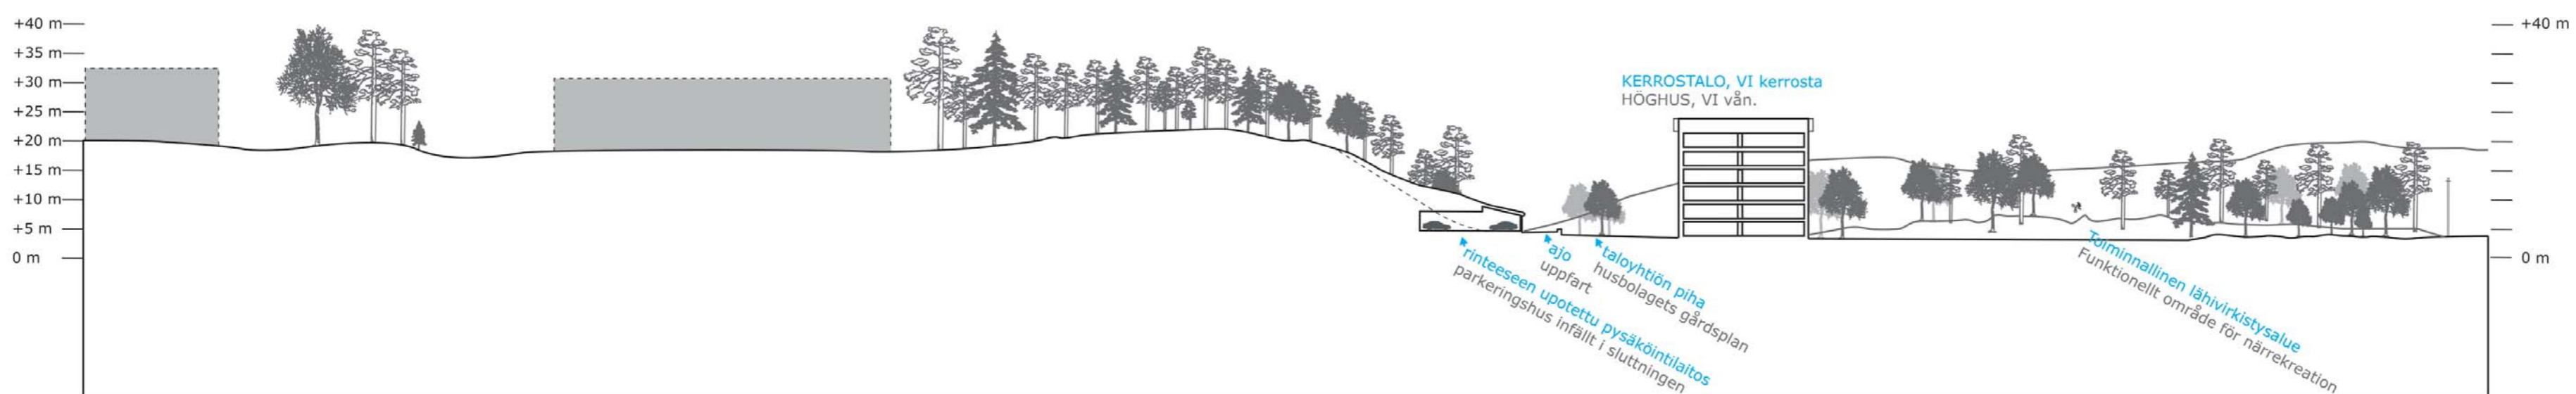 +40 m
+35 m
+30 m
+25 m
+20 m
+15 m
+10 m
+5 m
0 m
KERROSTALO, VI kerrosta
HÖGHUS, VI vån.
rinteeseen upotettu pysäköintilaitos
parkeringshus infällt i sluttningen
ajo
uppfart
taloyhtiön piha
husbolagets gårdsplan
Toiminnallinen lähivirkistysalue
Funktionellt område för närrekreation
+40 m
0 m